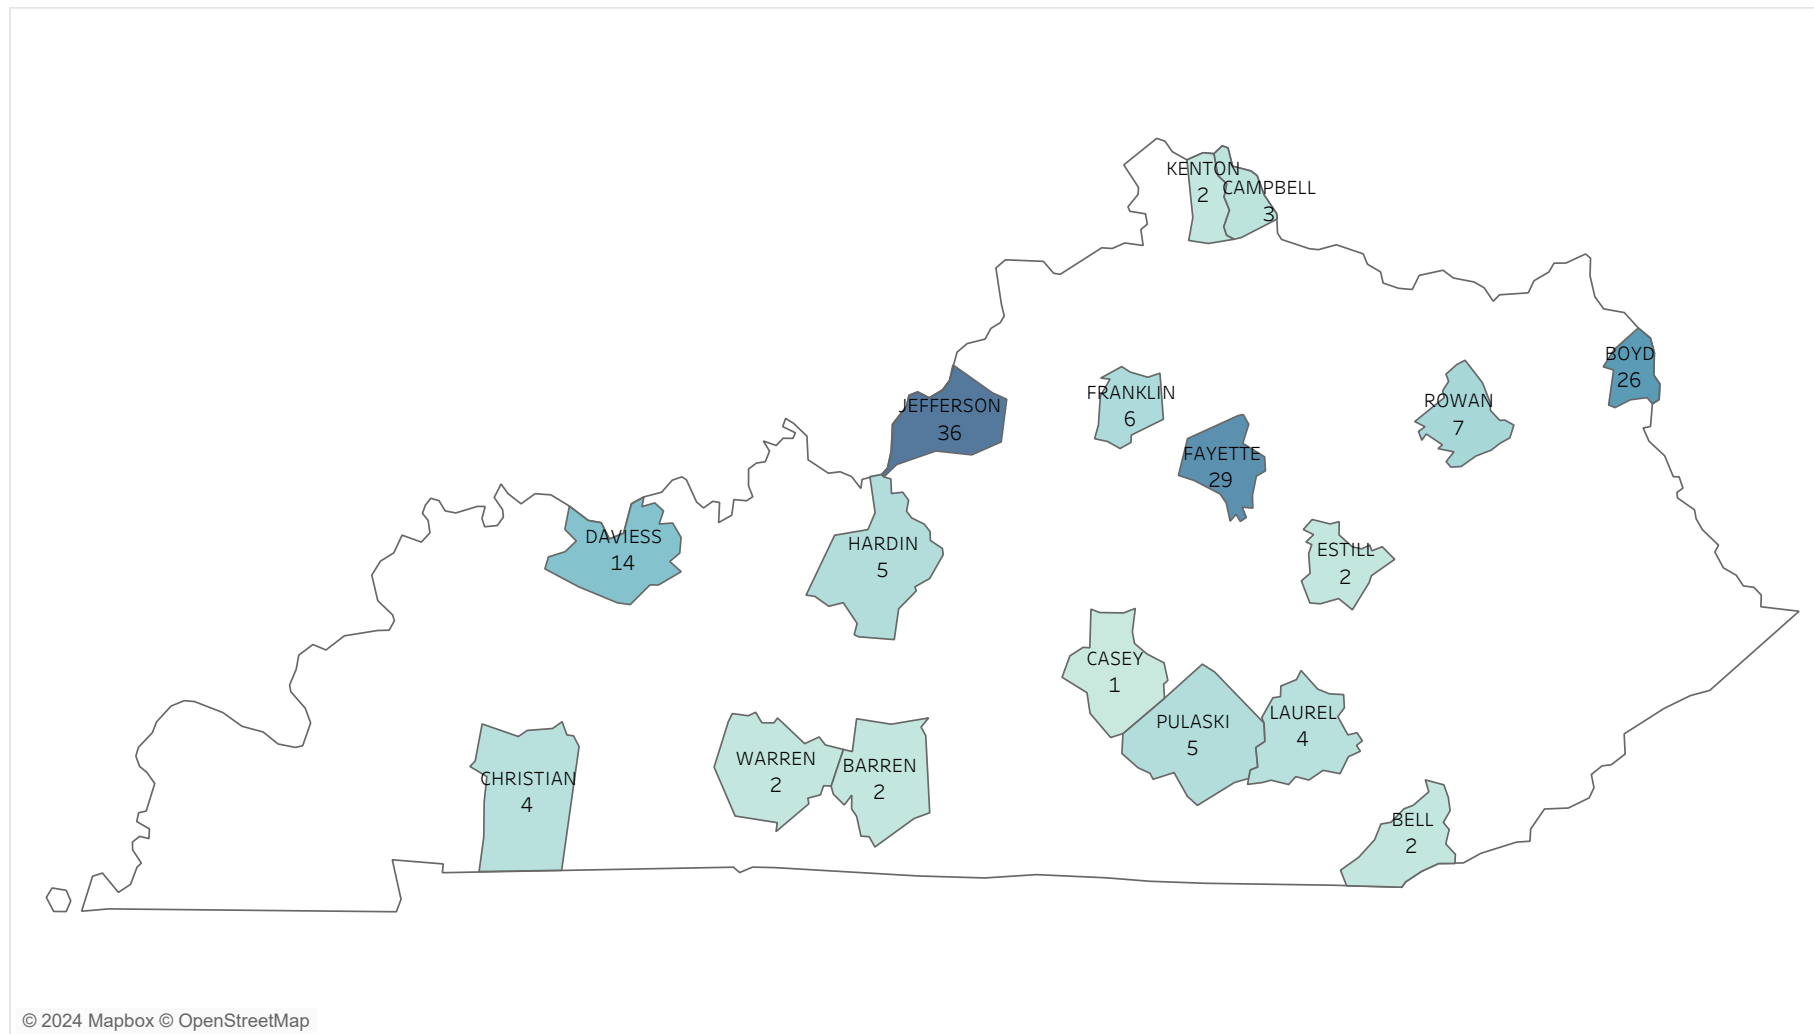 KENTON
2
CAMPBELL
3
BOYD
26
JEFFERSON
36
FRANKLIN
6
ROWAN
7
FAYETTE
29
DAVIESS
14
HARDIN
5
ESTILL
2
CASEY
1
PULASKI
5
LAUREL
4
WARREN
2
BARREN
2
CHRISTIAN
4
BELL
2
© 2024 Mapbox © OpenStreetMap